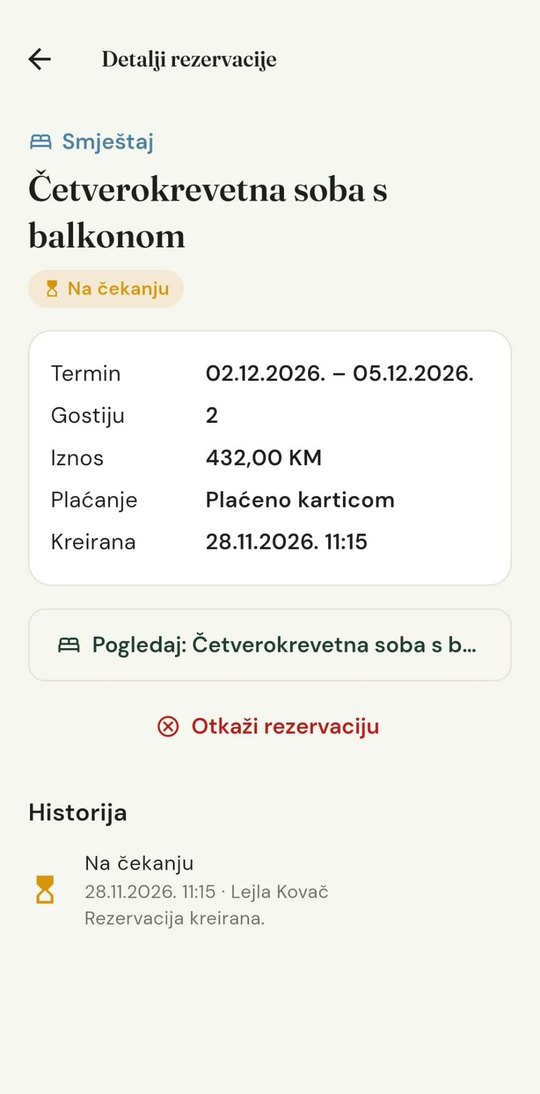 Detalji rezervacije
Smještaj
Četverokrevetna soba s
balkonom
Na čekanju
Termin 02.12.2026. – 05.12.2026.
Gostiju 2
Iznos 432,00 KM
Plaćanje Plaćeno karticom
Kreirana 28.11.2026. 11:15
Pogledaj: Četverokrevetna soba s b...
Otkaži rezervaciju
Historija
Na čekanju
28.11.2026. 11:15 · Lejla Kovač
Rezervacija kreirana.